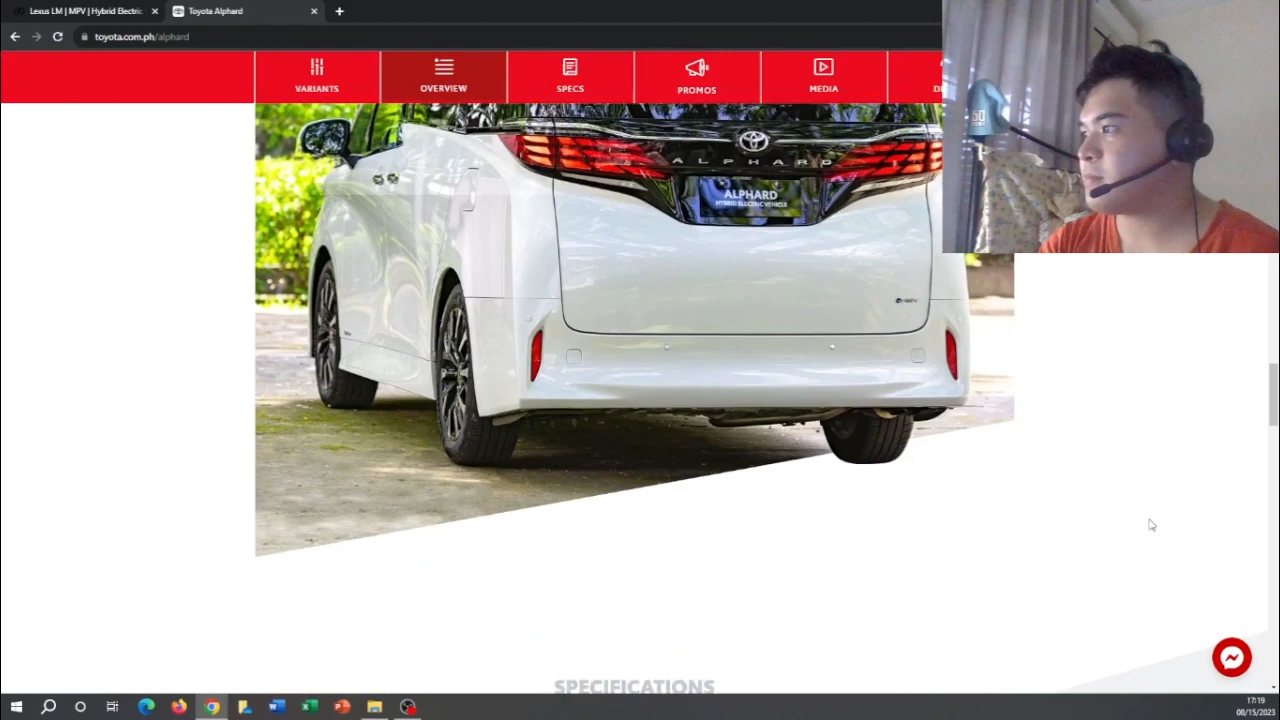 Lexus LM | MPV | Hybrid Electric
Toyota Alphard
toyota.com.ph/alphard
VARIANTS
OVERVIEW
SPECS
PROMOS
MEDIA
ALPHARD
ALPHARD
HYBRID ELECTRIC VEHICLE
SPECIFICATIONS
17:19
08/15/2023